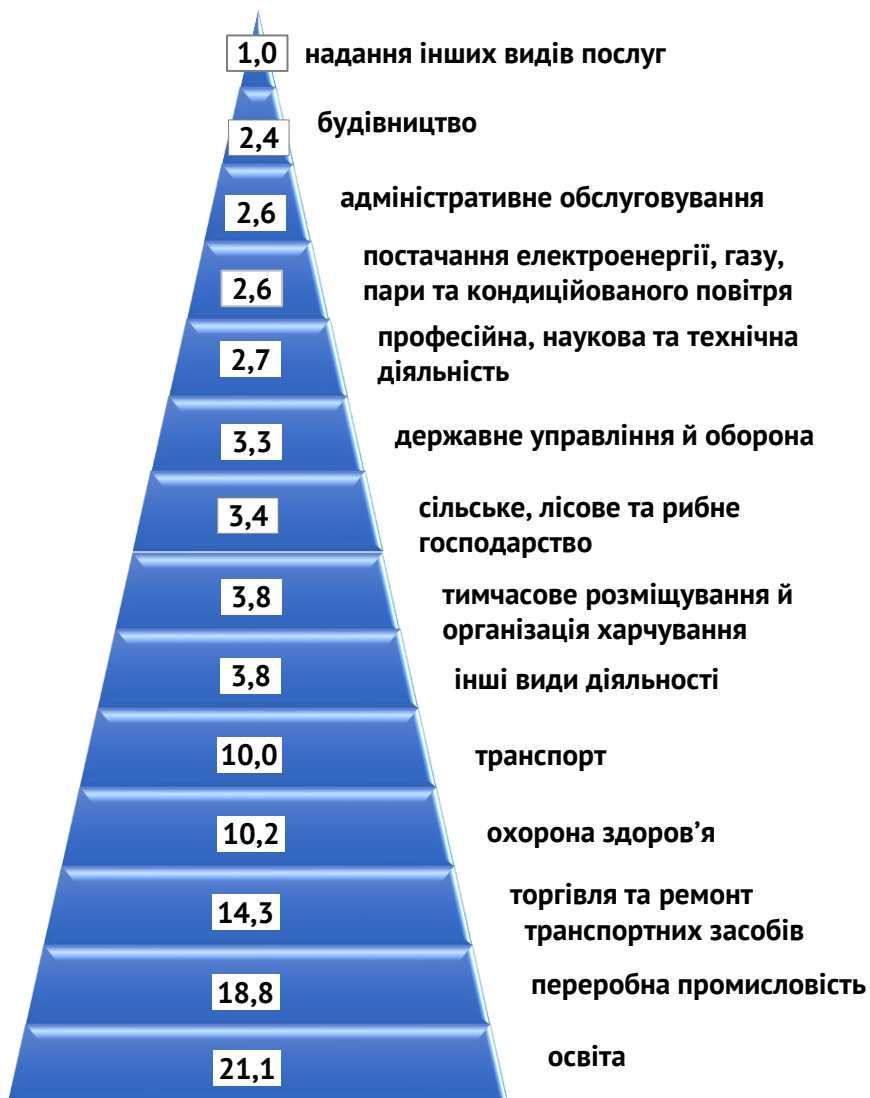 1,0 надання інших видів послуг
2,4 будівництво
2,6 адміністративне обслуговування
2,6 постачання електроенергії, газу,
пари та кондиційованого повітря
2,7 професійна, наукова та технічна
діяльність
3,3 державне управління й оборона
3,4 сільське, лісове та рибне
господарство
3,8 тимчасове розміщування й
організація харчування
3,8 інші види діяльності
10,0 транспорт
10,2 охорона здоров’я
14,3 торгівля та ремонт
транспортних засобів
18,8 переробна промисловість
21,1 освіта